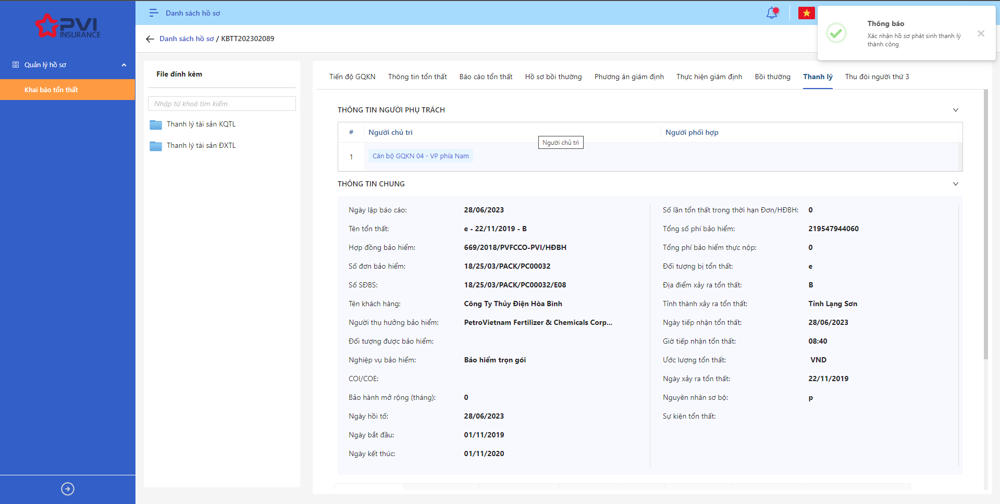 PVI
INSURANCE
Quản lý hồ sơ
Khai báo tổn thất
Danh sách hồ sơ
Danh sách hồ sơ / KBTT202302089
Thông báo
Xác nhận hồ sơ phát sinh thanh lý
thành công
File đính kèm
Nhập từ khoá tìm kiếm
Thanh lý tài sản KQTL
Thanh lý tài sản ĐXTL
Tiến độ GQKN Thông tin tổn thất Báo cáo tổn thất Hồ sơ bồi thường Phương án giám định Thực hiện giám định Bồi thường Thanh lý Thu đòi người thứ 3
THÔNG TIN NGƯỜI PHỤ TRÁCH
# Người chủ trì Người phối hợp
Người chủ trì
1 Cán bộ GQKN 04 - VP phía Nam
THÔNG TIN CHUNG
Ngày lập báo cáo: 28/06/2023
Tên tổn thất: e - 22/11/2019 - B
Hợp đồng bảo hiểm: 669/2018/PVFCCO-PVI/HĐBH
Số đơn bảo hiểm: 18/25/03/PACK/PC00032
Số SĐBS: 18/25/03/PACK/PC00032/E08
Tên khách hàng: Công Ty Thủy Điện Hòa Bình
Người thụ hưởng bảo hiểm: PetroVietnam Fertilizer & Chemicals Corp...
Đối tượng được bảo hiểm:
Nghiệp vụ bảo hiểm: Bảo hiểm trọn gói
COI/COE:
Bảo hành mở rộng (tháng): 0
Ngày hồi tố: 28/06/2023
Ngày bắt đầu: 01/11/2019
Ngày kết thúc: 01/11/2020
Số lần tổn thất trong thời hạn Đơn/HĐBH: 0
Tổng số phí bảo hiểm: 219547944060
Tổng phí bảo hiểm thực nộp: 0
Đối tượng bị tổn thất: e
Địa điểm xảy ra tổn thất: B
Tỉnh thành xảy ra tổn thất: Tỉnh Lạng Sơn
Ngày tiếp nhận tổn thất: 28/06/2023
Giờ tiếp nhận tổn thất: 08:40
Ước lượng tổn thất: VND
Ngày xảy ra tổn thất: 22/11/2019
Nguyên nhân sơ bộ: p
Sự kiện tổn thất: